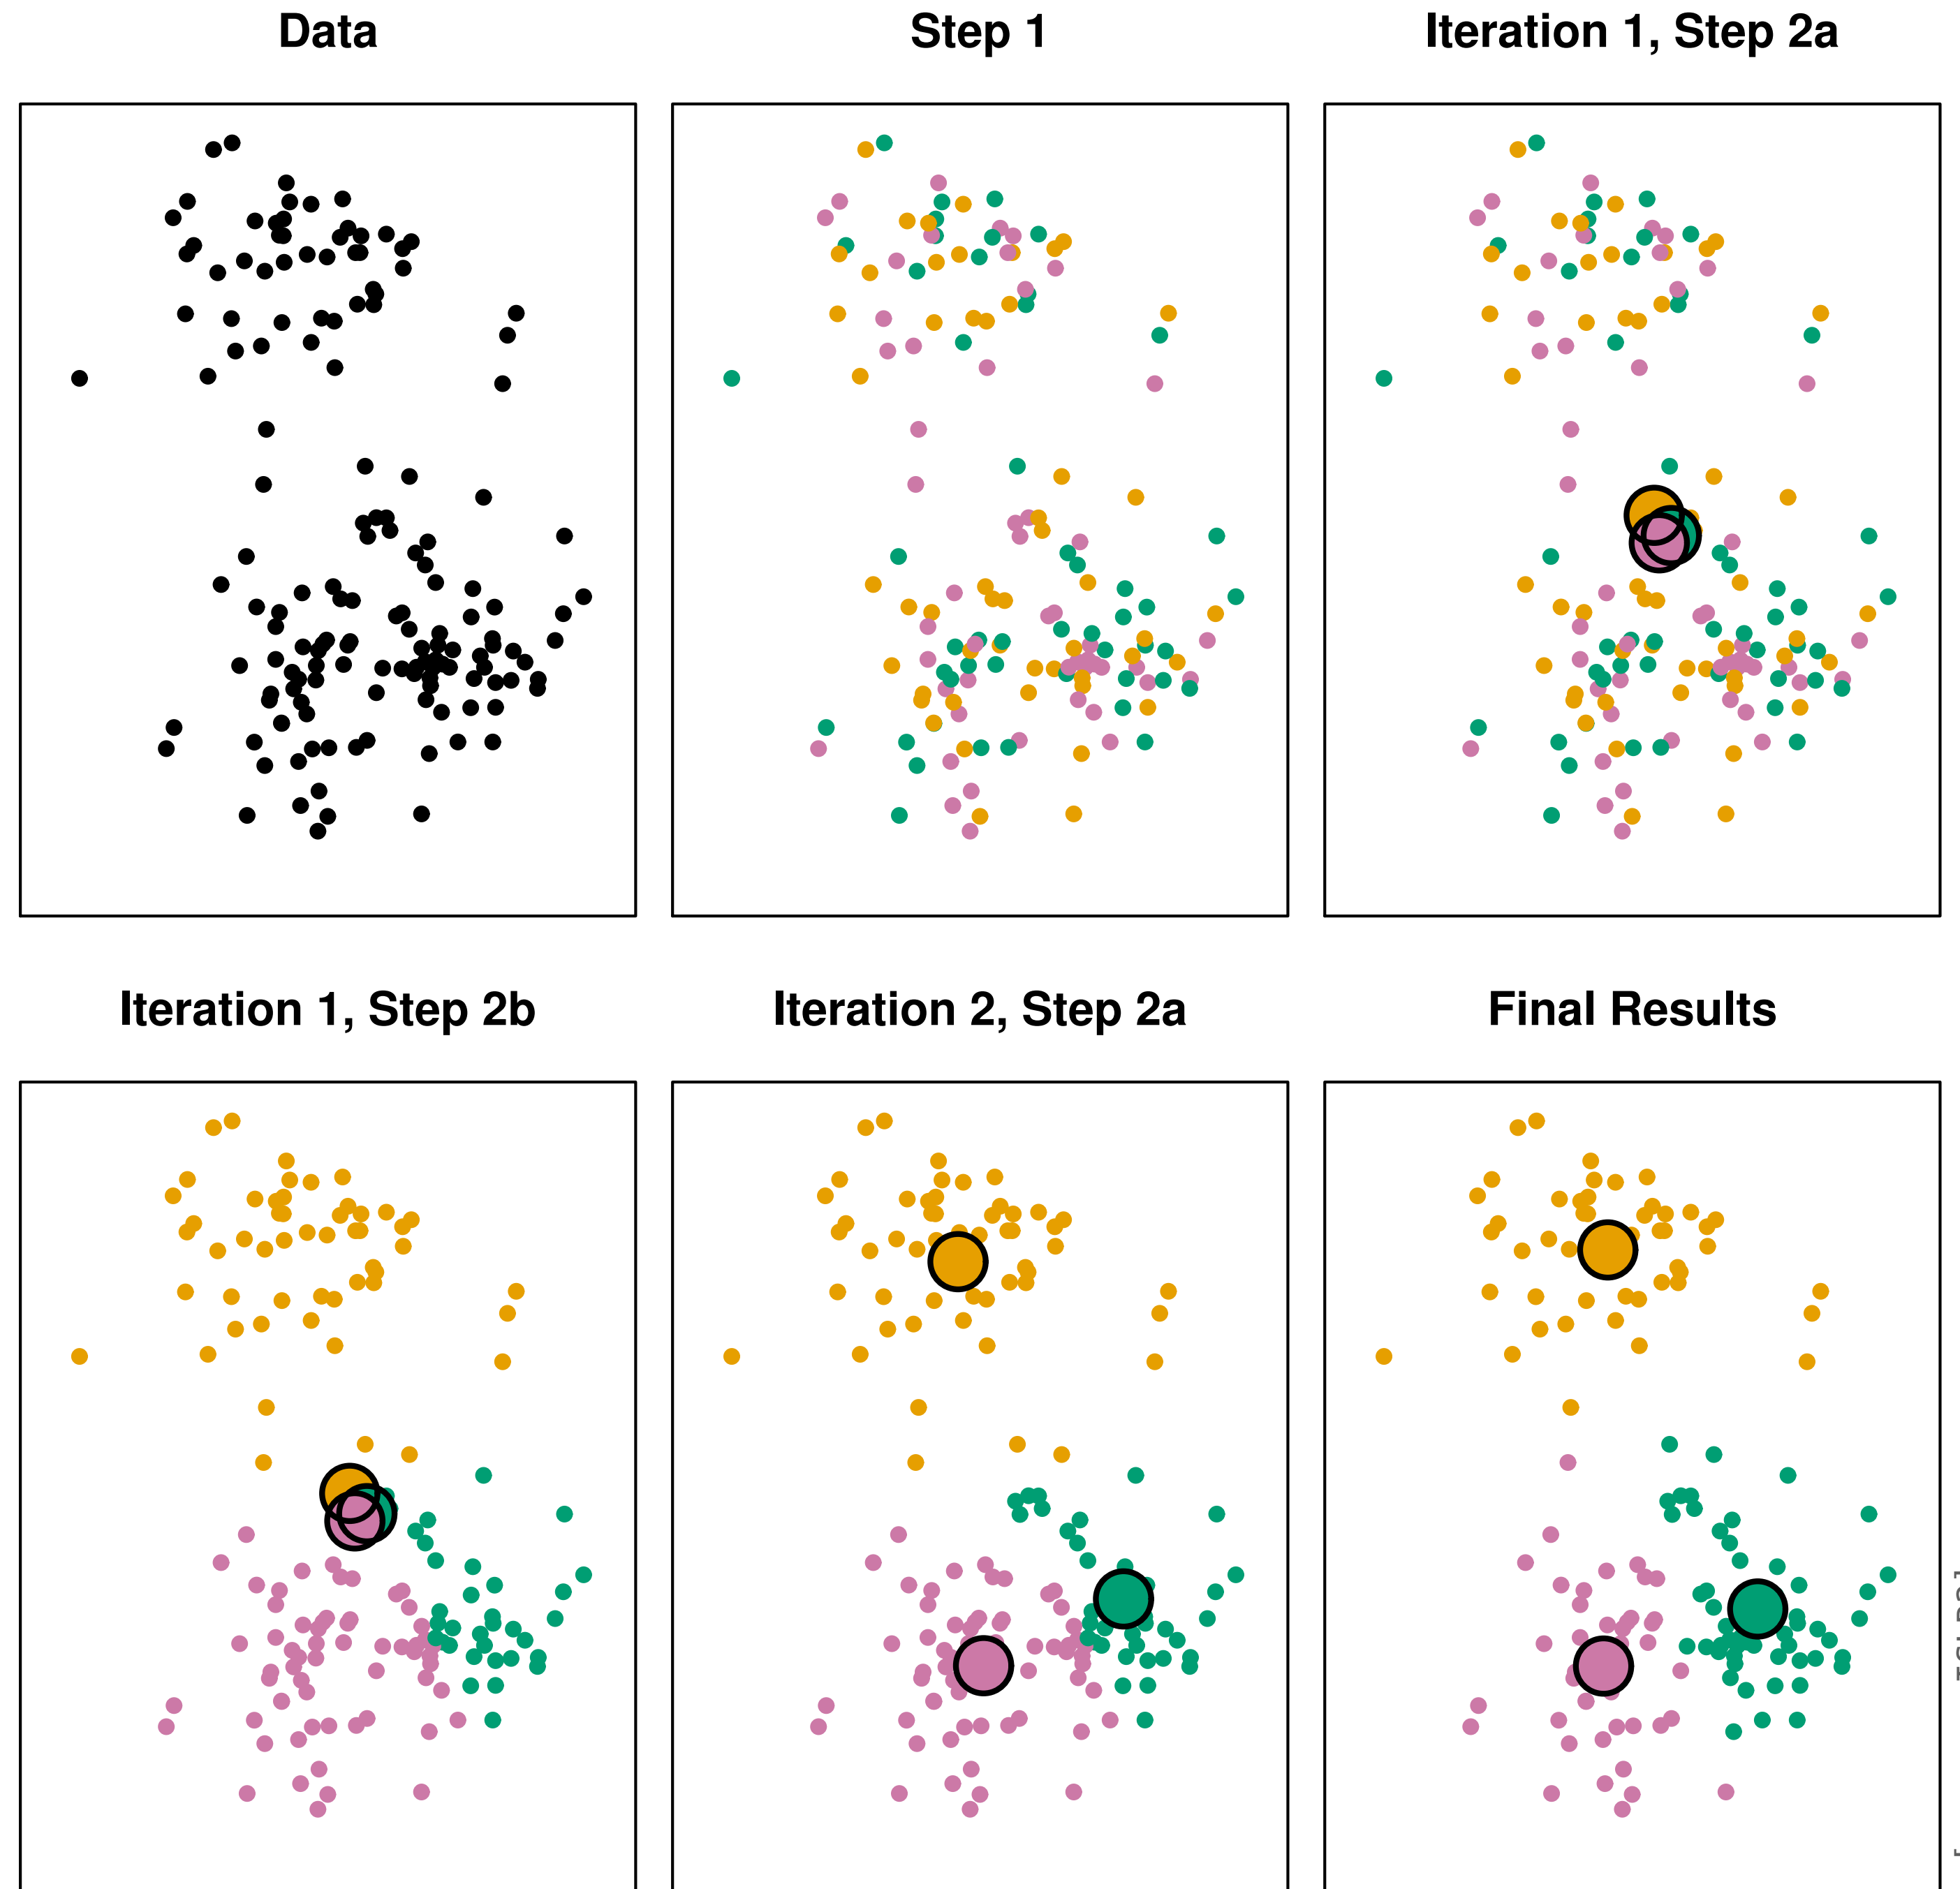 Data
Step 1
Iteration 1, Step 2a
Iteration 1, Step 2b
Iteration 2, Step 2a
Final Results